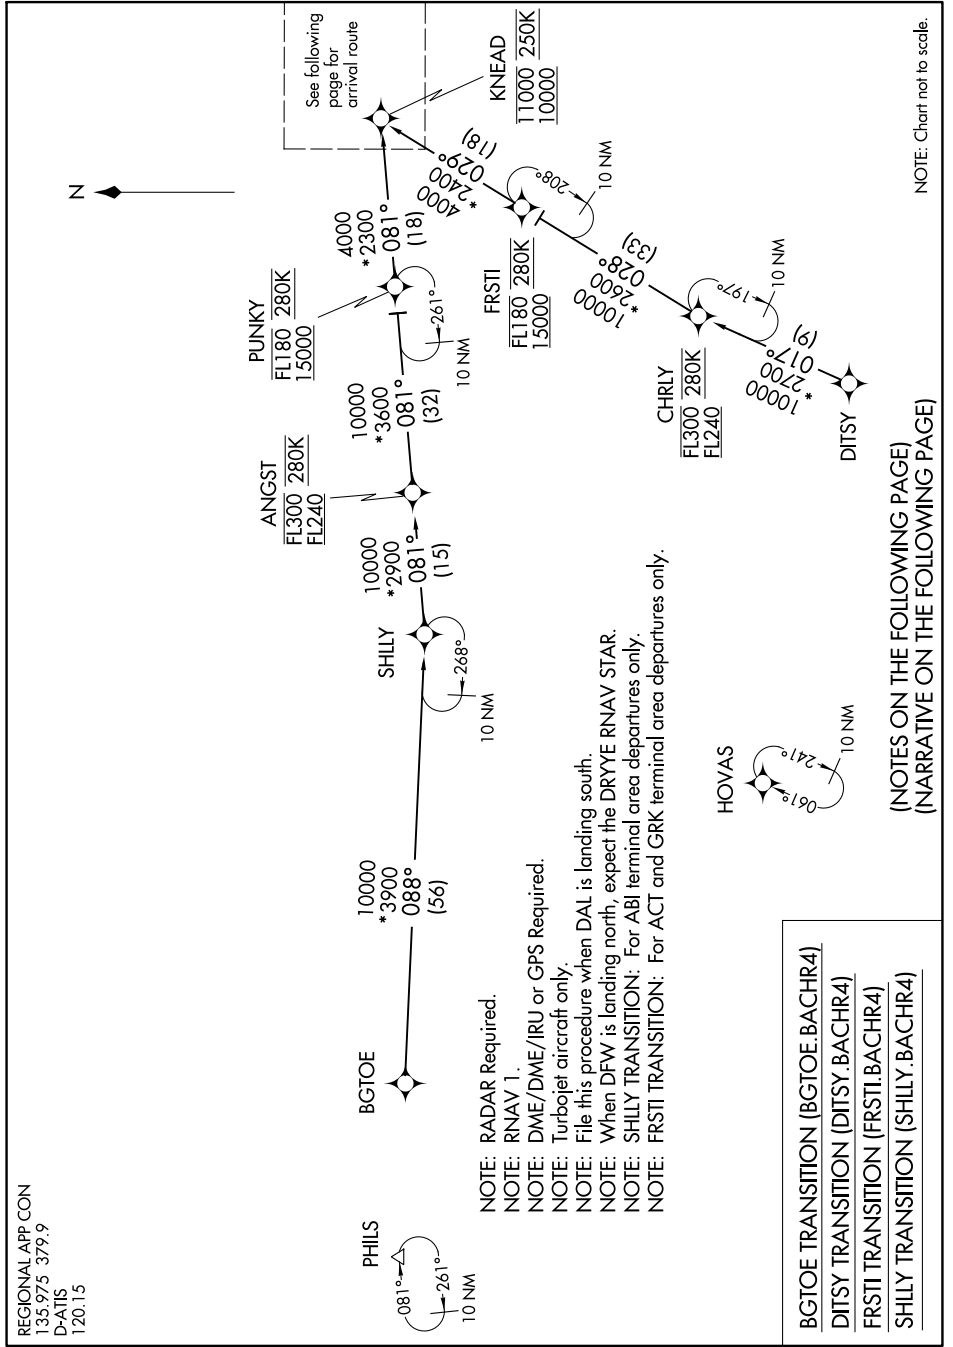 REGIONAL APP CON
135.975 379.9
D-ATIS
120.15
N
See following
page for
arrival route
KNEAD
11000 250K
10000
PUNKY
FL180 280K
15000
4000
*2300
081°
(18)
261°
10 NM
ANGST
FL300 280K
FL240
10000
*3600
081°
(32)
SHLLY
10000
*2900
081°
(15)
268°
10 NM
BGTOE
10000
*3900
088°
(56)
PHILS
081°
261°
10 NM
4000
*2400
029°
(18)
FRSTI
FL180 280K
15000
208°
10 NM
10000
*2600
028°
(33)
CHRLY
FL300 280K
FL240
197°
10 NM
10000
*2700
017°
(9)
DITSY
HOVAS
241°
061°
10 NM
NOTE: RADAR Required.
NOTE: RNAV 1.
NOTE: DME/DME/IRU or GPS Required.
NOTE: Turbojet aircraft only.
NOTE: File this procedure when DAL is landing south.
NOTE: When DFW is landing north, expect the DRYYE RNAV STAR.
NOTE: SHLLY TRANSITION: For ABI terminal area departures only.
NOTE: FRSTI TRANSITION: For ACT and GRK terminal area departures only.
BGTOE TRANSITION (BGTOE.BACHR4)
DITSY TRANSITION (DITSY.BACHR4)
FRSTI TRANSITION (FRSTI.BACHR4)
SHLLY TRANSITION (SHLLY.BACHR4)
(NOTES ON THE FOLLOWING PAGE)
(NARRATIVE ON THE FOLLOWING PAGE)
NOTE: Chart not to scale.